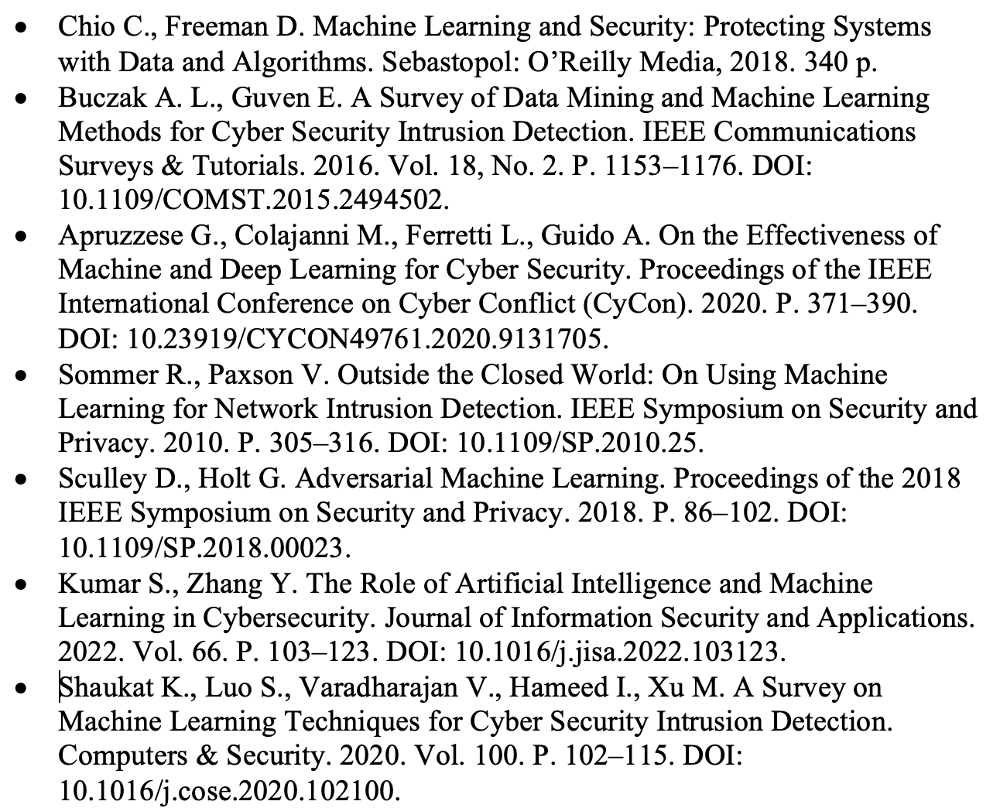 • Chio C., Freeman D. Machine Learning and Security: Protecting Systems
with Data and Algorithms. Sebastopol: O’Reilly Media, 2018. 340 p.
• Buczak A. L., Guven E. A Survey of Data Mining and Machine Learning
Methods for Cyber Security Intrusion Detection. IEEE Communications
Surveys & Tutorials. 2016. Vol. 18, No. 2. P. 1153–1176. DOI:
10.1109/COMST.2015.2494502.
• Apruzzese G., Colajanni M., Ferretti L., Guido A. On the Effectiveness of
Machine and Deep Learning for Cyber Security. Proceedings of the IEEE
International Conference on Cyber Conflict (CyCon). 2020. P. 371–390.
DOI: 10.23919/CYCON49761.2020.9131705.
• Sommer R., Paxson V. Outside the Closed World: On Using Machine
Learning for Network Intrusion Detection. IEEE Symposium on Security and
Privacy. 2010. P. 305–316. DOI: 10.1109/SP.2010.25.
• Sculley D., Holt G. Adversarial Machine Learning. Proceedings of the 2018
IEEE Symposium on Security and Privacy. 2018. P. 86–102. DOI:
10.1109/SP.2018.00023.
• Kumar S., Zhang Y. The Role of Artificial Intelligence and Machine
Learning in Cybersecurity. Journal of Information Security and Applications.
2022. Vol. 66. P. 103–123. DOI: 10.1016/j.jisa.2022.103123.
• Shaukat K., Luo S., Varadharajan V., Hameed I., Xu M. A Survey on
Machine Learning Techniques for Cyber Security Intrusion Detection.
Computers & Security. 2020. Vol. 100. P. 102–115. DOI:
10.1016/j.cose.2020.102100.